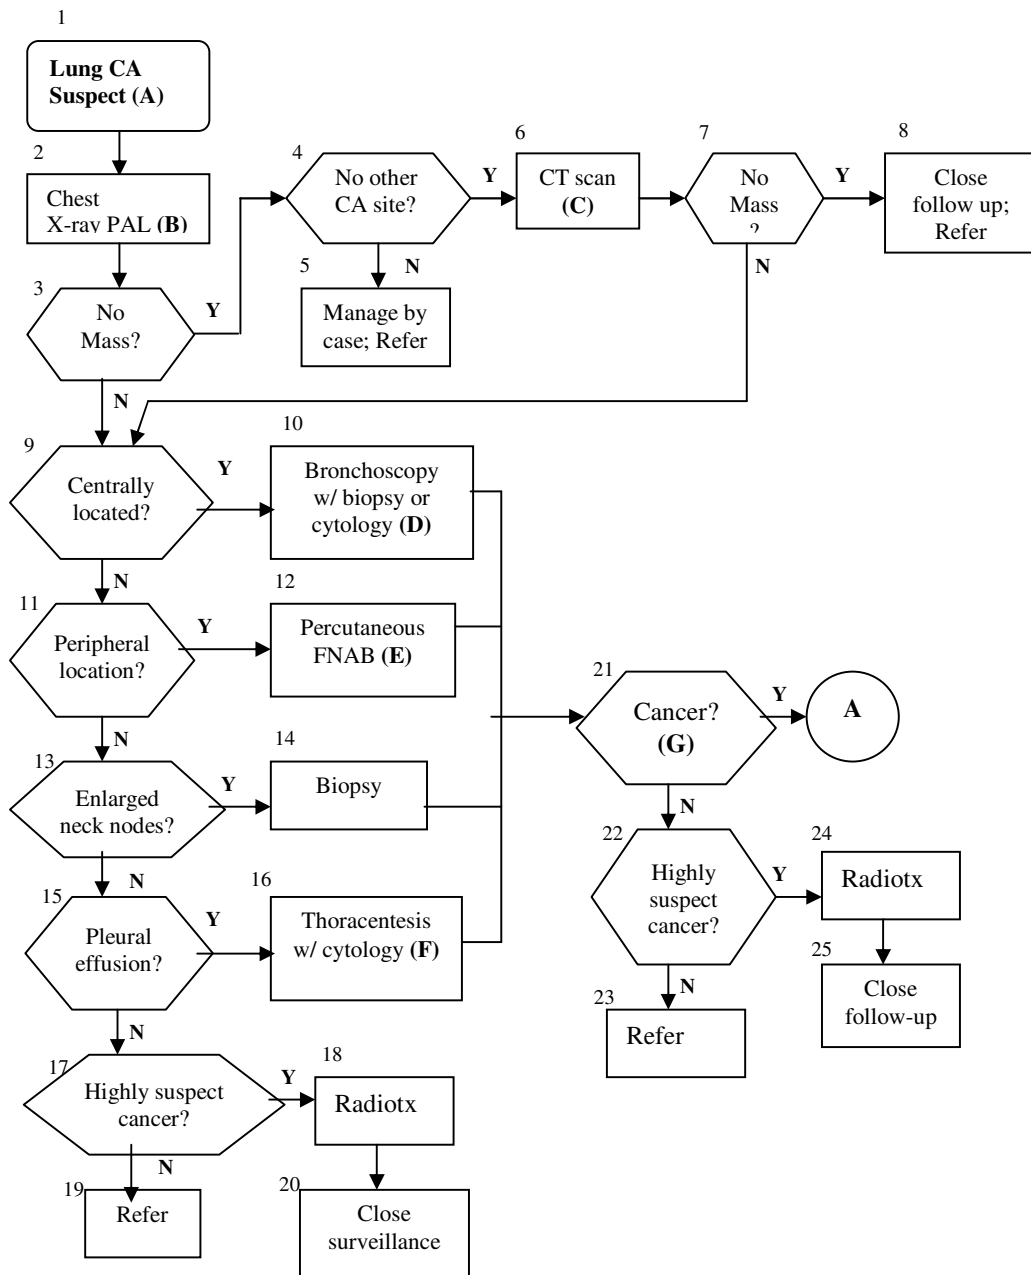 1
Lung CA
Suspect (A)
2
Chest
X-ray PAL (B)
3
No
Mass?
Y
N
4
No other
CA site?
Y
N
5
Manage by
case; Refer
6
CT scan
(C)
7
No
Mass
?
Y
N
8
Close
follow up;
Refer
9
Centrally
located?
Y
N
10
Bronchoscopy
w/ biopsy or
cytology (D)
11
Peripheral
location?
Y
N
12
Percutaneous
FNAB (E)
13
Enlarged
neck nodes?
Y
N
14
Biopsy
15
Pleural
effusion?
Y
N
16
Thoracentesis
w/ cytology (F)
17
Highly suspect
cancer?
Y
N
18
Radiotx
19
Refer
20
Close
surveillance
21
Cancer?
(G)
Y
N
A
22
Highly
suspect
cancer?
Y
N
23
Refer
24
Radiotx
25
Close
follow-up